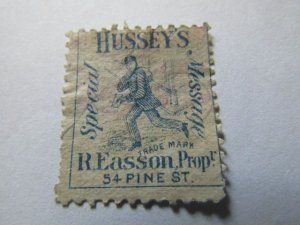 HUSSEY'S
Special
Message
TRADE MARK
R. Easson, Propr
54 PINE ST.